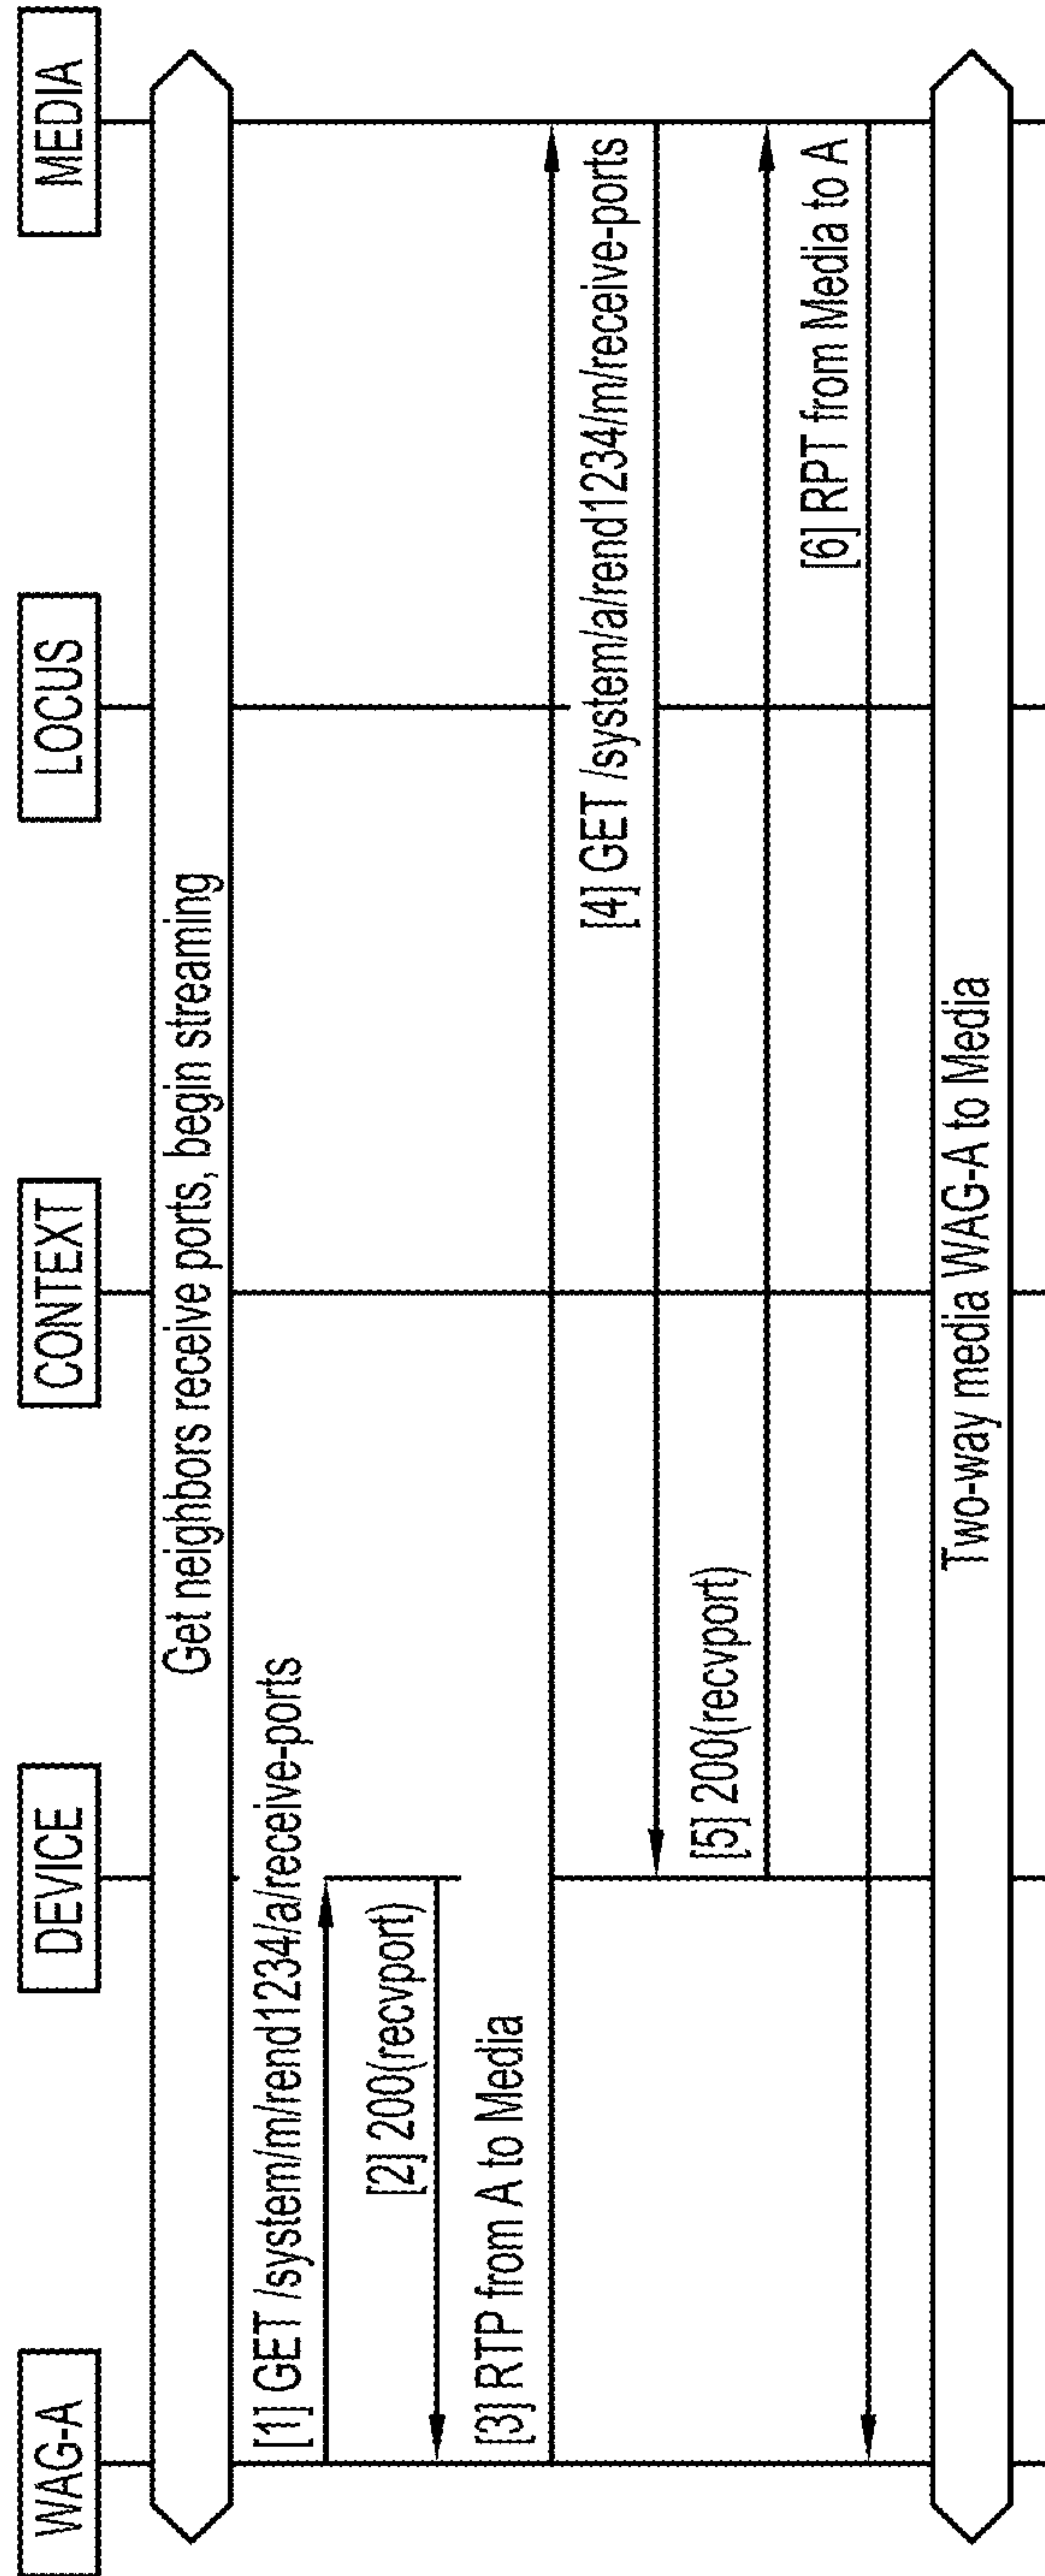 WAG-A
DEVICE
CONTEXT
LOCUS
MEDIA
Get neighbors receive ports, begin streaming
[1] GET /system/m/rend1234/a/receive-ports
[2] 200(recvport)
[3] RTP from A to Media
[4] GET /system/a/rend1234/m/receive-ports
[5] 200(recvport)
[6] RPT from Media to A
Two-way media WAG-A to Media